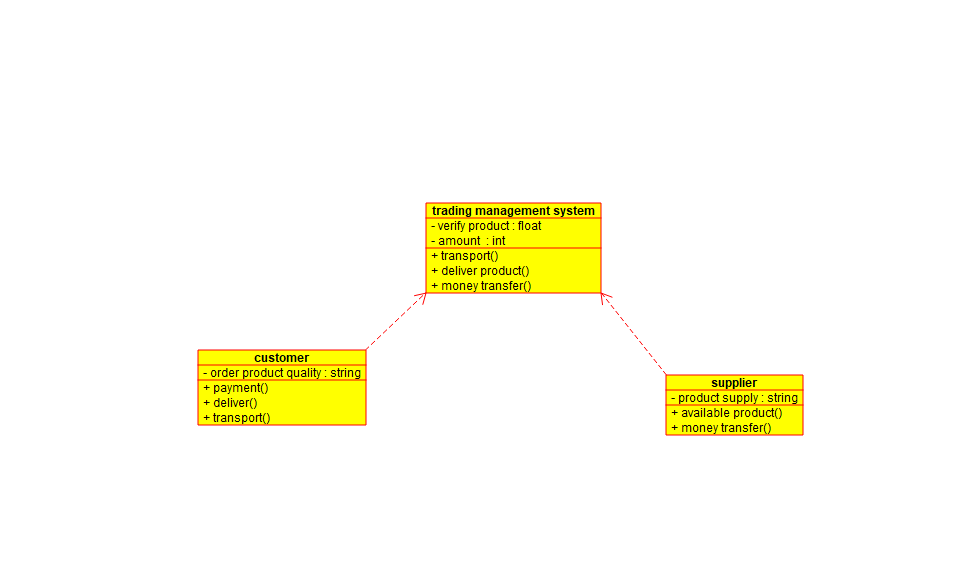 trading management system
- verify product : float
- amount  : int
+ transport()
+ deliver product()
+ money transfer()
customer
- order product quality : string
+ payment()
+ deliver()
+ transport()
supplier
- product supply : string
+ available product()
+ money transfer()